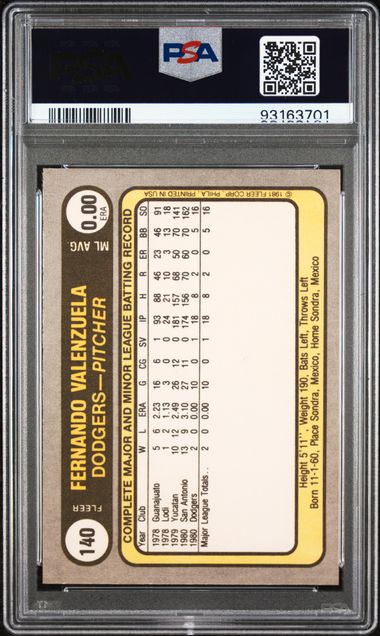 PSA
PSA
93163701
140
FLEER
FERNANDO VALENZUELA
DODGERS—PITCHER
ML AVG.
0.00
ERA
COMPLETE MAJOR AND MINOR LEAGUE BATTING RECORD
Year Club W L ERA G CG SV IP H R ER BB SO
1978 Guanajuato 5 6 2.23 16 6 1 93 88 46 23 46 91
1978 Lodi 1 2 1.13 3 0 0 24 21 10 3 3 18
1979 Yucatan 10 12 2.49 26 12 0 181 157 68 50 70 141
1980 San Antonio 13 9 3.10 27 11 0 174 156 70 60 70 162
1980 Dodgers 2 0 0.00 10 0 1 18 8 2 0 5 16
Major League Totals.. 2 0 0.00 10 0 1 18 8 2 0 5 16
Height 5'11", Weight 190, Bats Left, Throws Left
Born 11-1-60, Place Sondra, Mexico, Home Sondra, Mexico
© 1981 FLEER CORP., PHILA. PRINTED IN USA